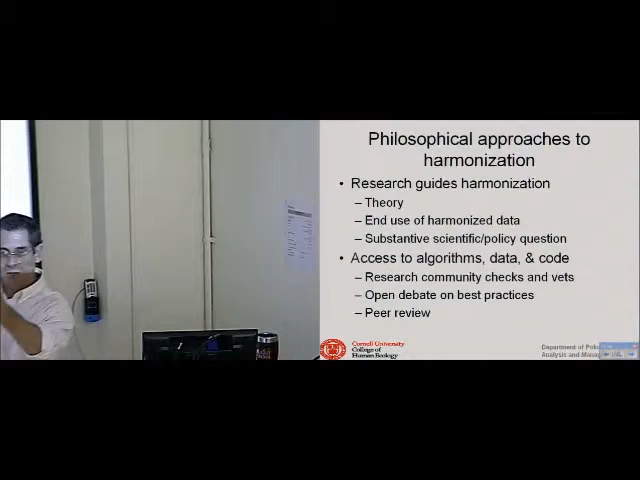 Philosophical approaches to
harmonization
• Research guides harmonization
– Theory
– End use of harmonized data
– Substantive scientific/policy question
• Access to algorithms, data, & code
– Research community checks and vets
– Open debate on best practices
– Peer review
Cornell University
College of
Human Ecology
Department of
Analysis and